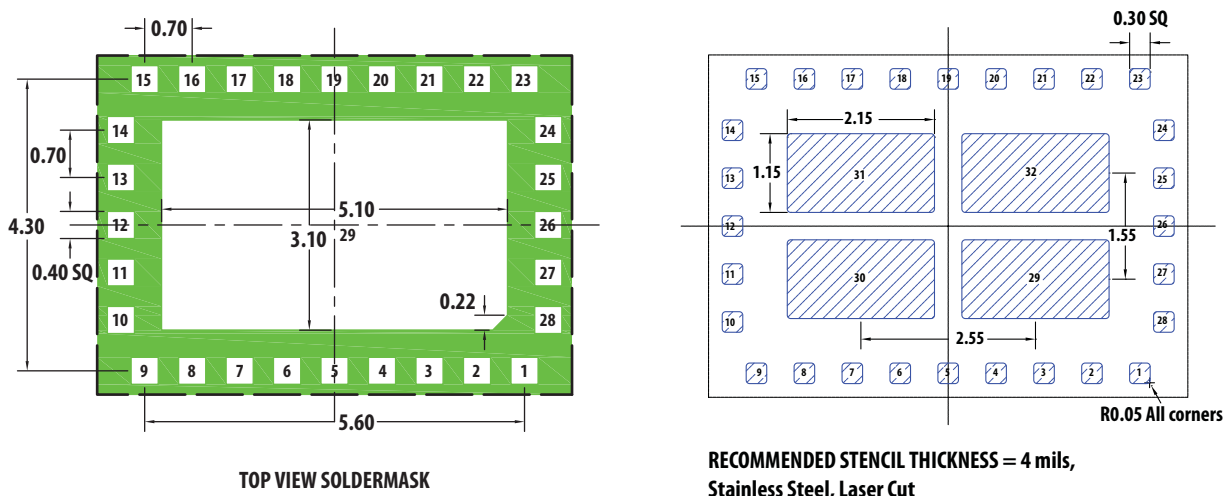 0.70
15 16 17 18 19 20 21 22 23
14 24
0.70
13 25
5.10
4.30 12 26
3.10 29
0.40 SQ 11 27
0.22
10 28
9 8 7 6 5 4 3 2 1
5.60
TOP VIEW SOLDERMASK
0.30 SQ
15 16 17 18 19 20 21 22 23
2.15
14 24
1.15 31 32
13 25
12 26
1.55
11 30 29 27
10 28
2.55
9 8 7 6 5 4 3 2 1
R0.05 All corners
RECOMMENDED STENCIL THICKNESS = 4 mils,
Stainless Steel, Laser Cut